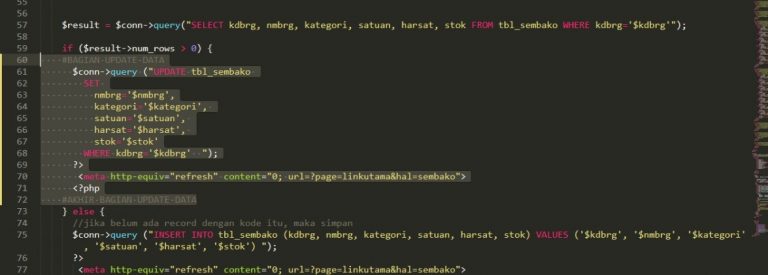 55
56
57 $result = $conn->query("SELECT kdbrg, nmbrg, kategori, satuan, harsat, stok FROM tbl_sembako WHERE kdbrg='$kdbrg'");
58
59 if ($result->num_rows > 0) {
60 #BAGIAN UPDATE DATA
61 $conn->query ("UPDATE tbl_sembako
62 SET
63 nmbrg='$nmbrg',
64 kategori='$kategori',
65 satuan='$satuan',
66 harsat='$harsat',
67 stok='$stok'
68 WHERE kdbrg='$kdbrg' ");
69 ?>
70 <meta http-equiv="refresh" content="0; url=?page=linkutama&hal=sembako">
71 <?php
72 #AKHIR BAGIAN UPDATE DATA
73 } else {
74 //jika belum ada record dengan kode itu, maka simpan
75 $conn->query ("INSERT INTO tbl_sembako (kdbrg, nmbrg, kategori, satuan, harsat, stok) VALUES ('$kdbrg', '$nmbrg', '$kategori'
, '$satuan', '$harsat', '$stok') ");
76 ?>
77 <meta http-equiv="refresh" content="0; url=?page=linkutama&hal=sembako">